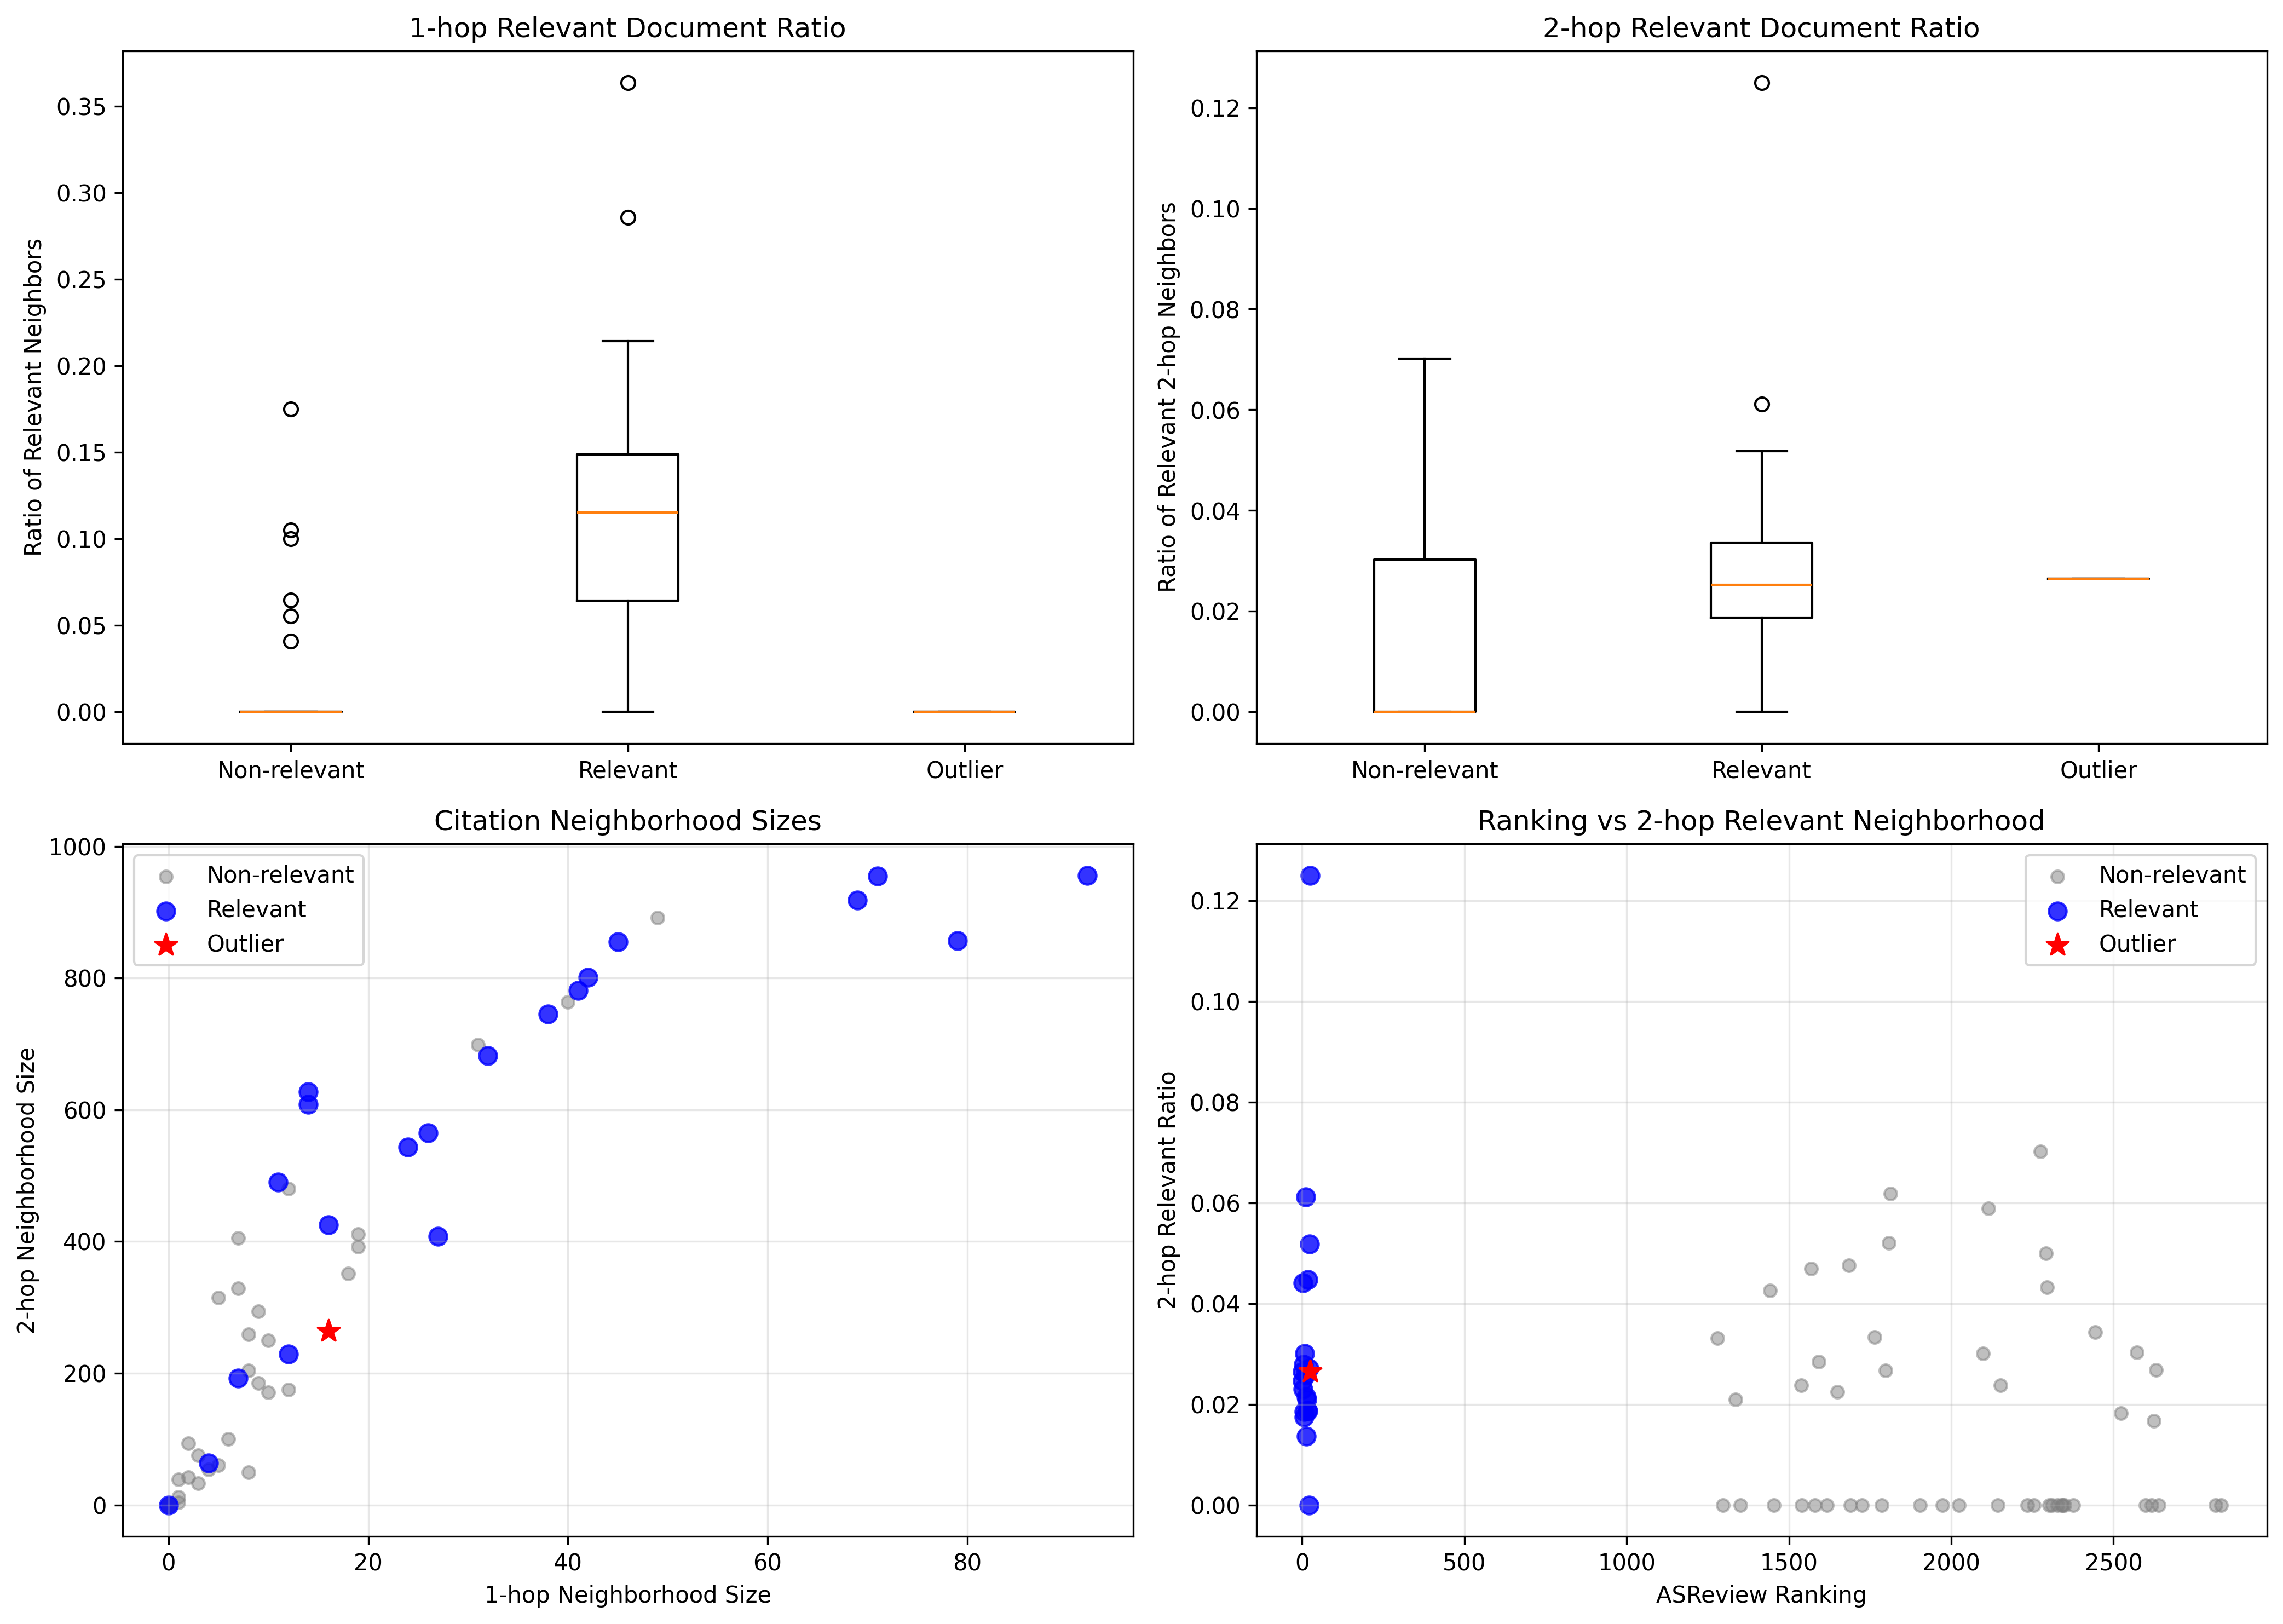 1-hop Relevant Document Ratio
Ratio of Relevant Neighbors
0.35
0.30
0.25
0.20
0.15
0.10
0.05
0.00
Non-relevant
Relevant
Outlier
2-hop Relevant Document Ratio
Ratio of Relevant 2-hop Neighbors
0.12
0.10
0.08
0.06
0.04
0.02
0.00
Non-relevant
Relevant
Outlier
Citation Neighborhood Sizes
Non-relevant
Relevant
Outlier
2-hop Neighborhood Size
1000
800
600
400
200
0
0
20
40
60
80
1-hop Neighborhood Size
Ranking vs 2-hop Relevant Neighborhood
Non-relevant
Relevant
Outlier
2-hop Relevant Ratio
0.12
0.10
0.08
0.06
0.04
0.02
0.00
0
500
1000
1500
2000
2500
ASReview Ranking